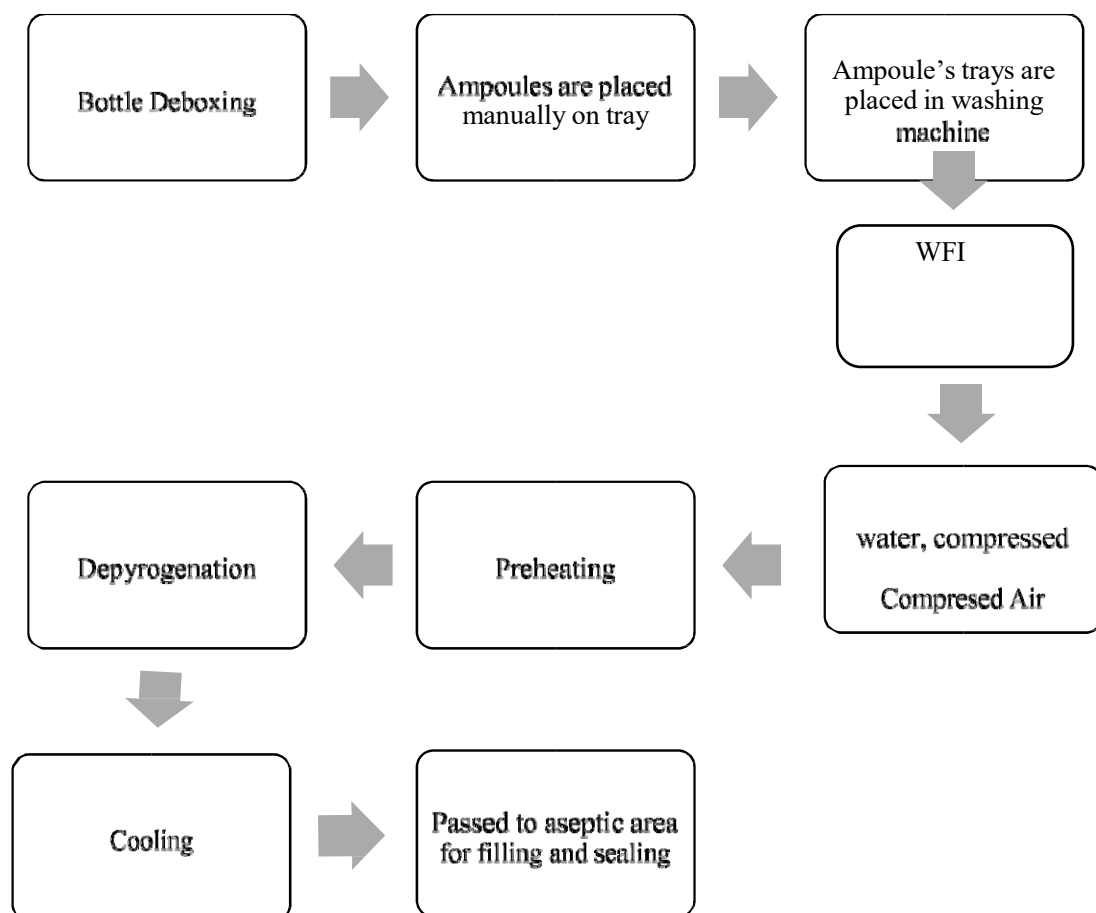 Bottle Deboxing
Ampoules are placed
manually on tray
Ampoule’s trays are
placed in washing
machine
WFI
water, compressed
Compresed Air
Preheating
Depyrogenation
Cooling
Passed to aseptic area
for filling and sealing